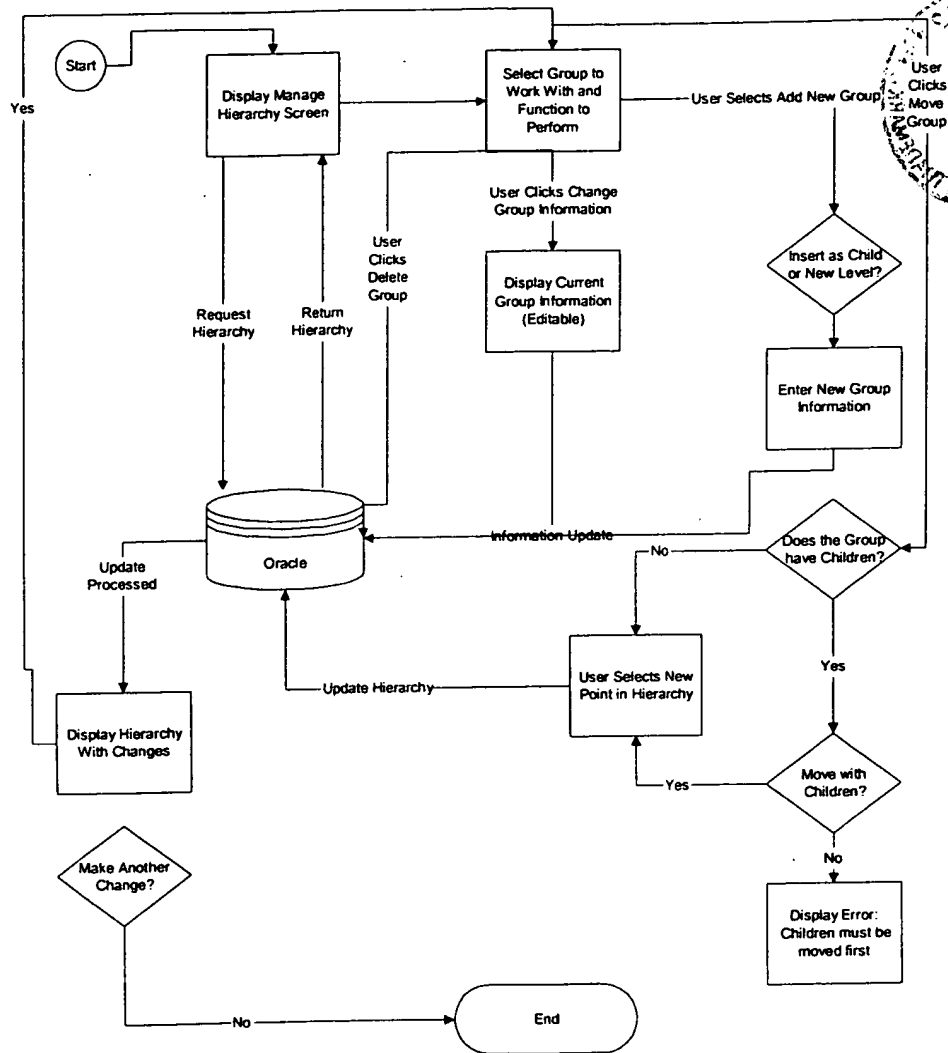 Start
Display Manage
Hierarchy Screen
Select Group to
Work With and
Function to
Perform
User Selects Add New Group
User
Clicks
Move
Group
Yes
User Clicks Change
Group Information
User
Clicks
Delete
Group
Insert as Child
or New Level?
Display Current
Group Information
(Editable)
Request
Hierarchy
Return
Hierarchy
Enter New Group
Information
Oracle
Information Update
No
Does the Group
have Children?
Update
Processed
Yes
Update Hierarchy
User Selects New
Point in Hierarchy
Display Hierarchy
With Changes
Yes
Move with
Children?
No
Make Another
Change?
Display Error:
Children must be
moved first
No
End